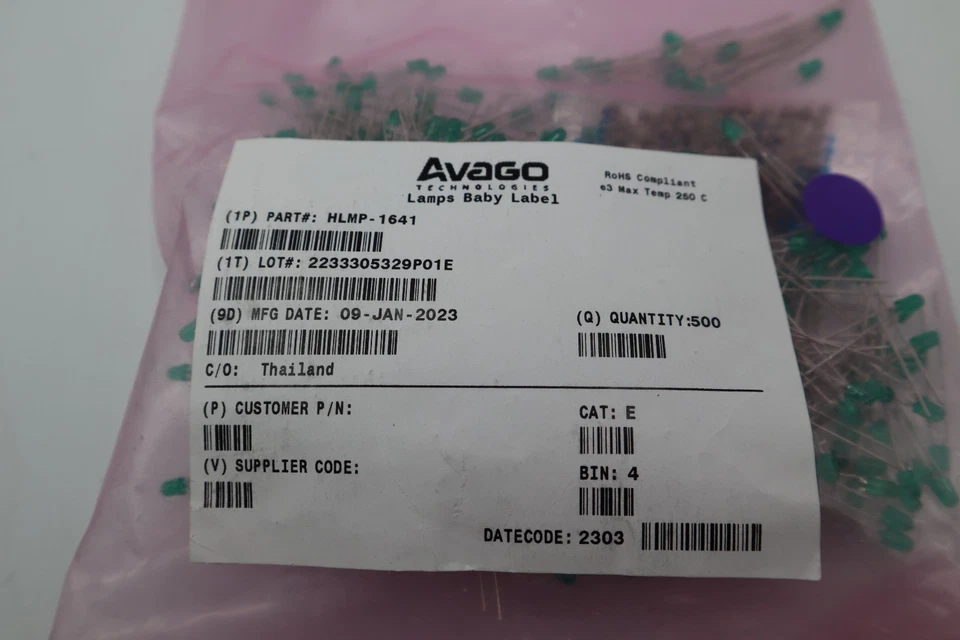 AVAGO
TECHNOLOGIES
Lamps Baby Label
RoHS Compliant
e3 Max Temp 260 C
(1P) PART#: HLMP-1641
(1T) LOT#: 2233305329P01E
(9D) MFG DATE: 09-JAN-2023
(Q) QUANTITY:500
C/O: Thailand
(P) CUSTOMER P/N:
CAT: E
(V) SUPPLIER CODE:
BIN: 4
DATECODE: 2303